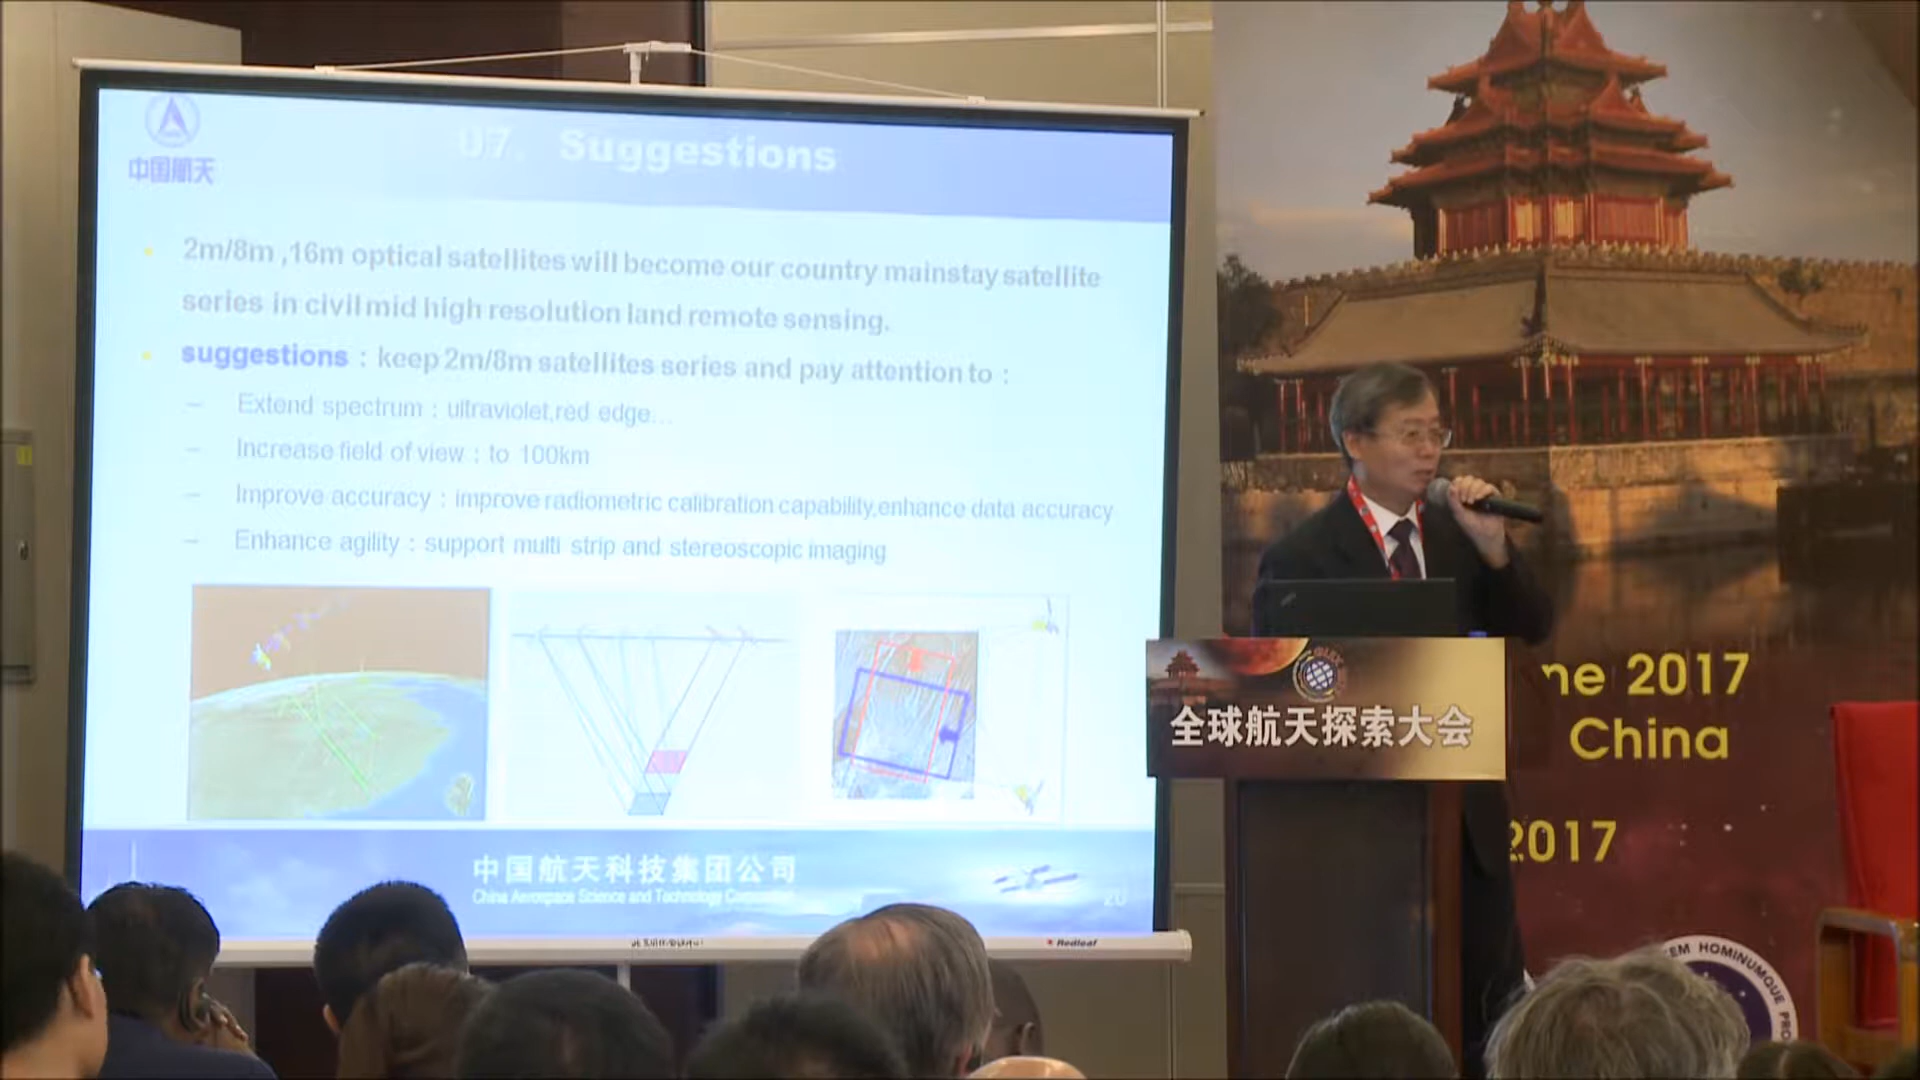 中国航天
07. Suggestions
2m/8m ,16m optical satellites will become our country mainstay satellite
series in civil mid high resolution land remote sensing.
suggestions : keep 2m/8m satellites series and pay attention to :
– Extend spectrum : ultraviolet,red edge...
– Increase field of view : to 100km
– Improve accuracy : improve radiometric calibration capability,enhance data accuracy
– Enhance agility : support multi strip and stereoscopic imaging
中国航天科技集团公司
China Aerospace Science and Technology Corporation
20
Redleaf
全球航天探索大会
ne 2017
China
2017
EM HOMINUMQUE PRO